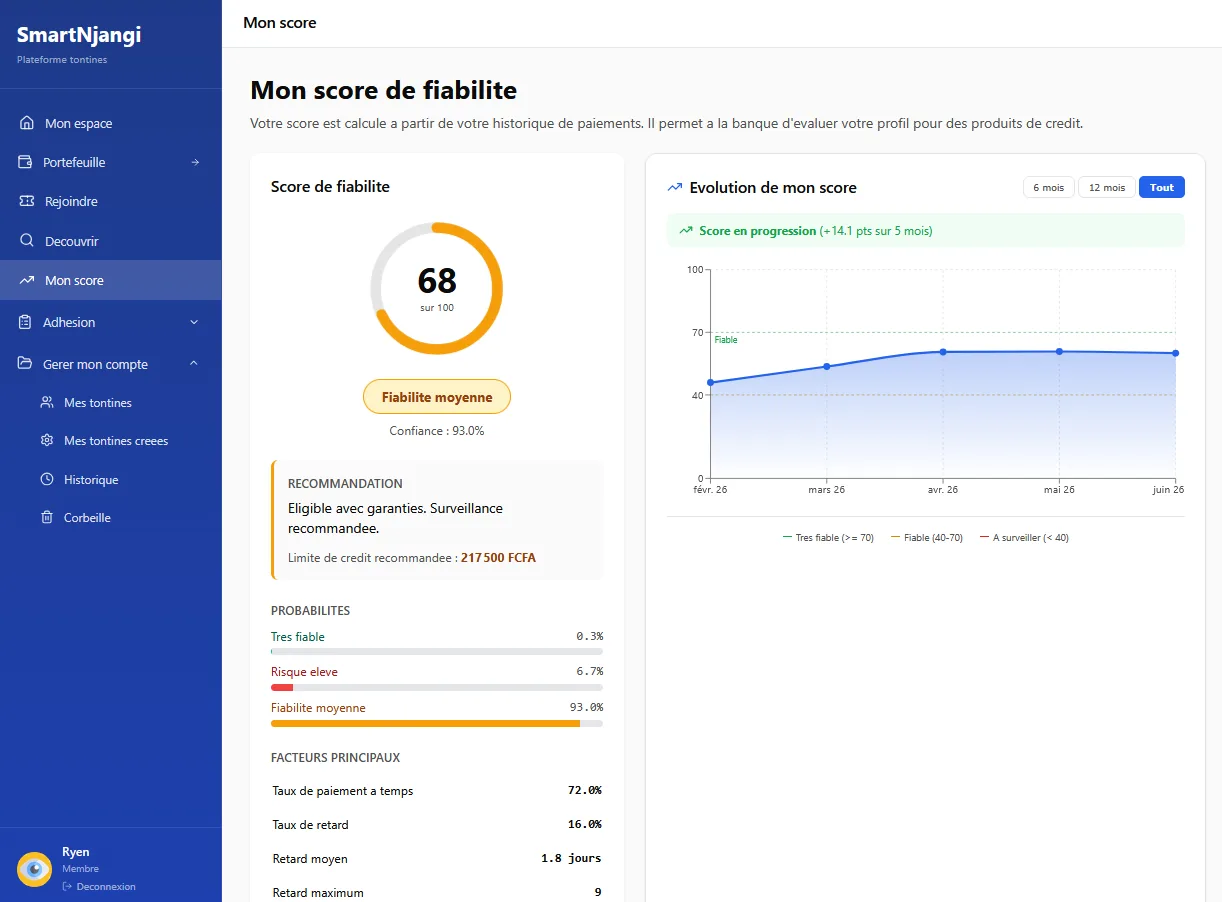 SmartNjangi
Plateforme tontines
Mon espace
Portefeuille
Rejoindre
Decouvrir
Mon score
Adhesion
Gerer mon compte
Mes tontines
Mes tontines creees
Historique
Corbeille
Ryen
Membre
Deconnexion
Mon score
Mon score de fiabilite
Votre score est calcule a partir de votre historique de paiements. Il permet a la banque d'evaluer votre profil pour des produits de credit.
Score de fiabilite
68
sur 100
Fiabilite moyenne
Confiance : 93.0%
RECOMMANDATION
Eligible avec garanties. Surveillance
recommandee.
Limite de credit recommandee : 217 500 FCFA
PROBABILITES
Tres fiable 0.3%
Risque eleve 6.7%
Fiabilite moyenne 93.0%
FACTEURS PRINCIPAUX
Taux de paiement a temps 72.0%
Taux de retard 16.0%
Retard moyen 1.8 jours
Retard maximum 9
Evolution de mon score
6 mois 12 mois Tout
Score en progression (+14.1 pts sur 5 mois)
100
70
Fiable
40
0
févr. 26 mars 26 avr. 26 mai 26 juin 26
Tres fiable (>= 70) Fiable (40-70) A surveiller (< 40)